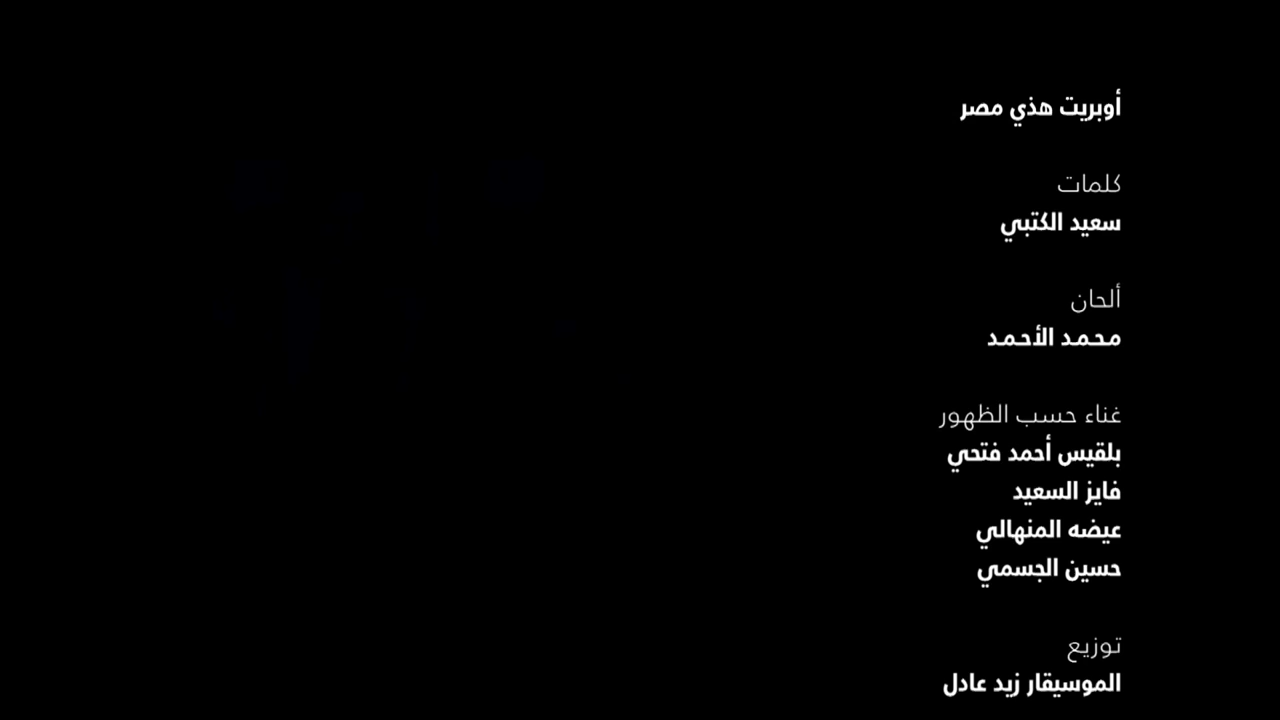 أوبريت هذي مصر
كلمات
سعيد الكتبي
ألحان
محمد الأحمد
غناء حسب الظهور
بلقيس أحمد فتحي
فايز السعيد
عيضه المنهالي
حسين الجسمي
توزيع
الموسيقار زيد عادل